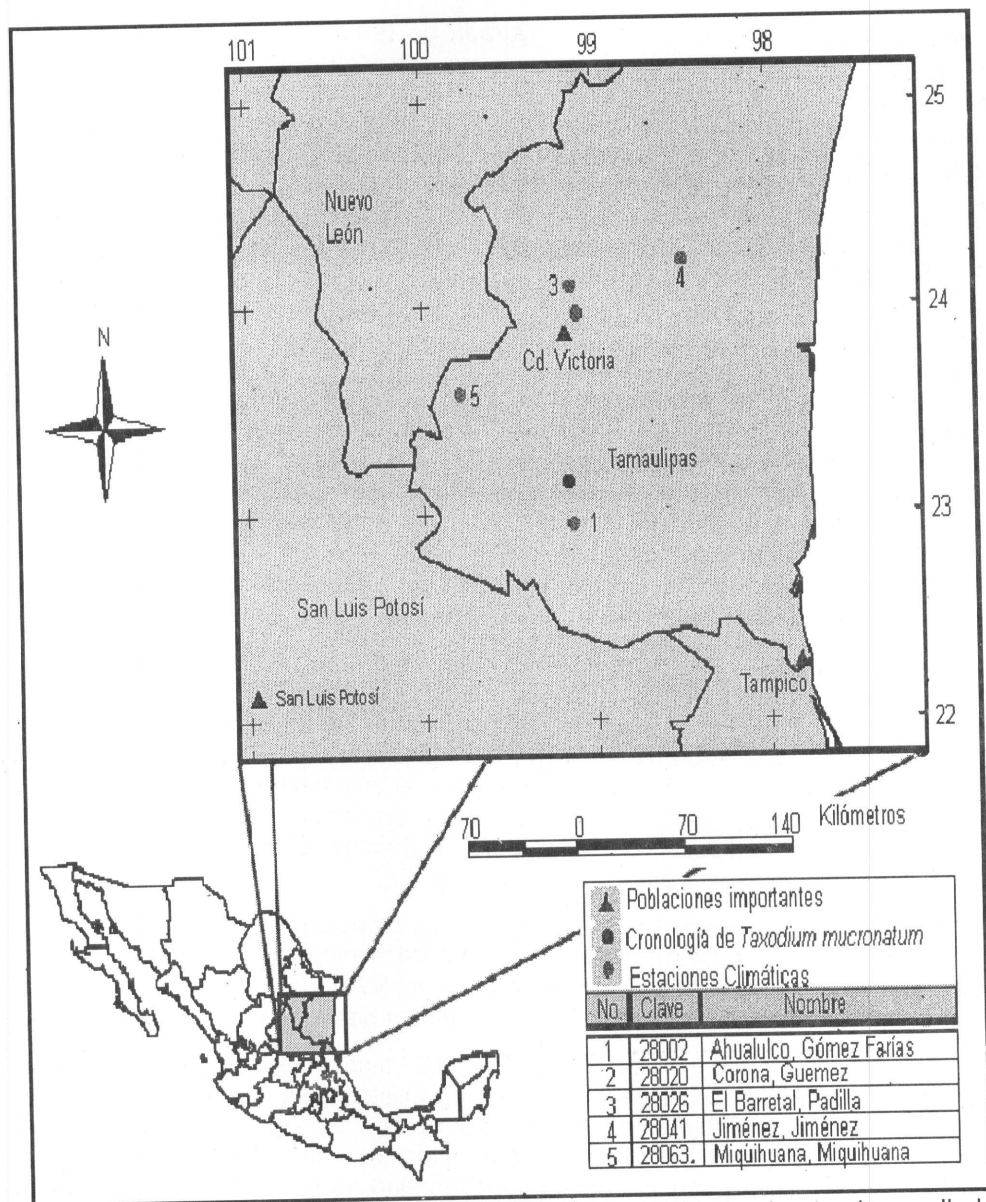 101 100 99 98
25
Nuevo
León
3 4
24
N
Cd. Victoria
5
Tamaulipas
23
1
San Luis Potosí
San Luis Potosí
Tampico
22
70 0 70 140 Kilómetros
Poblaciones importantes
Cronología de Taxodium mucronatum
Estaciones Climáticas
No. Clave Nombre
1 28002 Ahualulco, Gómez Farías
2 28020 Corona, Guemez
3 28026 El Barretal, Padilla
4 28041 Jiménez, Jiménez
5 28063. Miquihuana, Miquihuana